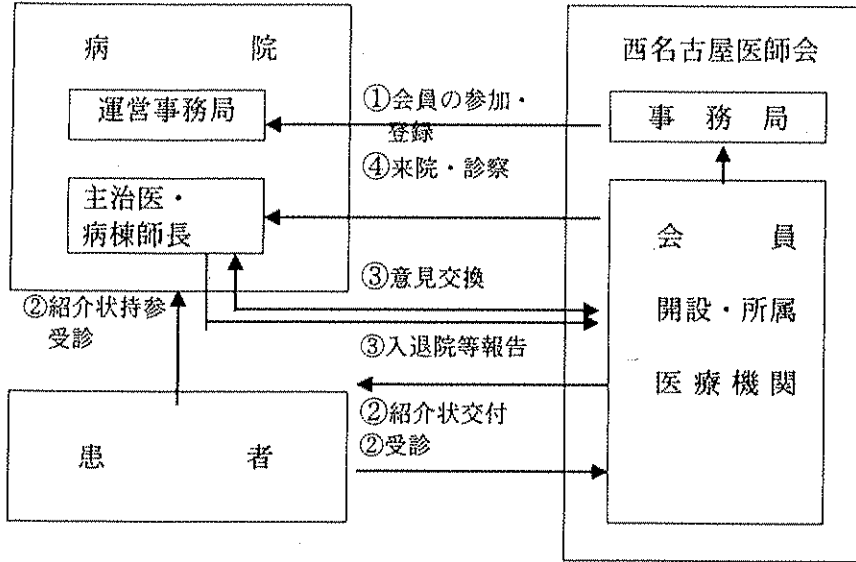 病院
西名古屋医師会
運営事務局
①会員の参加・
登録
事務局
④来院・診察
主治医・
病棟師長
会員
③意見交換
②紹介状持参
受診
開設・所属
③入退院等報告
医療機関
②紹介状交付
②受診
患者